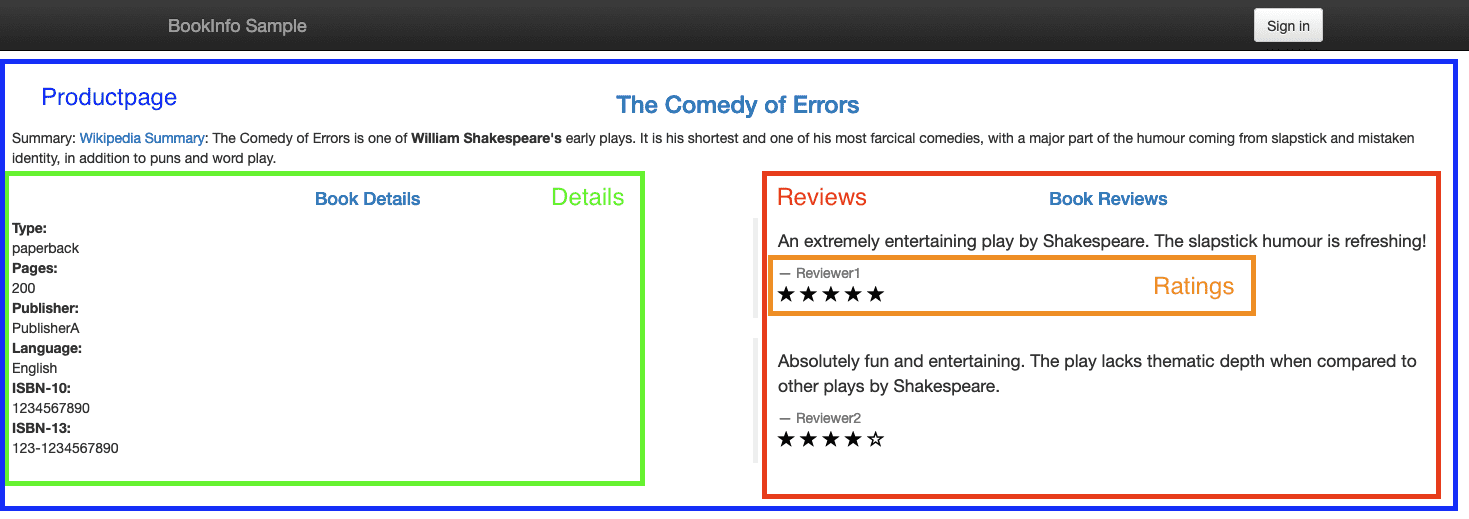 BookInfo Sample
Sign in
Productpage
The Comedy of Errors
Summary: Wikipedia Summary: The Comedy of Errors is one of William Shakespeare's early plays. It is his shortest and one of his most farcical comedies, with a major part of the humour coming from slapstick and mistaken
identity, in addition to puns and word play.
Book Details
Details
Type:
paperback
Pages:
200
Publisher:
PublisherA
Language:
English
ISBN-10:
1234567890
ISBN-13:
123-1234567890
Reviews
Book Reviews
An extremely entertaining play by Shakespeare. The slapstick humour is refreshing!
— Reviewer1
Ratings
★★★★★
Absolutely fun and entertaining. The play lacks thematic depth when compared to
other plays by Shakespeare.
— Reviewer2
★★★★☆